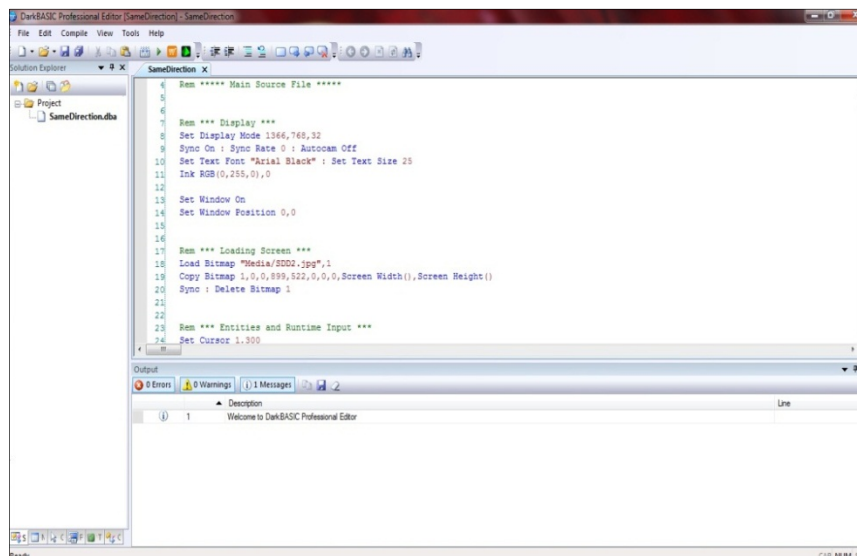 DarkBASIC Professional Editor [SameDirection] - SameDirection
File Edit Compile View Tools Help
Solution Explorer
SameDirection X
Project
SameDirection.dba
4 Rem ***** Main Source File *****
5
6
7 Rem *** Display ***
8 Set Display Mode 1366,768,32
9 Sync On : Sync Rate 0 : Autocam Off
10 Set Text Font "Arial Black" : Set Text Size 25
11 Ink RGB(0,255,0),0
12
13 Set Window On
14 Set Window Position 0,0
15
16
17 Rem *** Loading Screen ***
18 Load Bitmap "Media/SDD2.jpg",1
19 Copy Bitmap 1,0,0,899,522,0,0,0,Screen Width(),Screen Height()
20 Sync : Delete Bitmap 1
21
22
23 Rem *** Entities and Runtime Input ***
24 Set Cursor 1.300
Output
0 Errors 0 Warnings 1 Messages
Description Line
1 Welcome to DarkBASIC Professional Editor